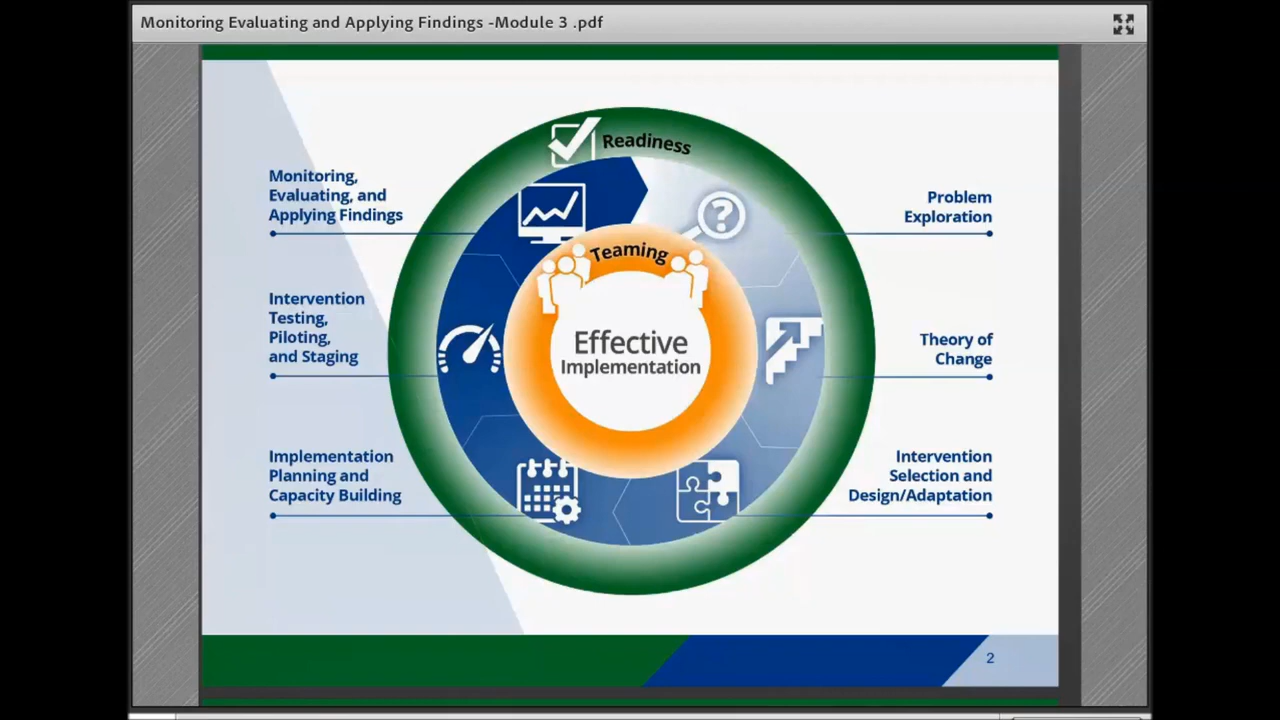 Monitoring Evaluating and Applying Findings -Module 3 .pdf
Readiness
Monitoring,
Evaluating, and
Applying Findings
Problem
Exploration
Teaming
Intervention
Testing,
Piloting,
and Staging
Effective
Implementation
Theory of
Change
Implementation
Planning and
Capacity Building
Intervention
Selection and
Design/Adaptation
2